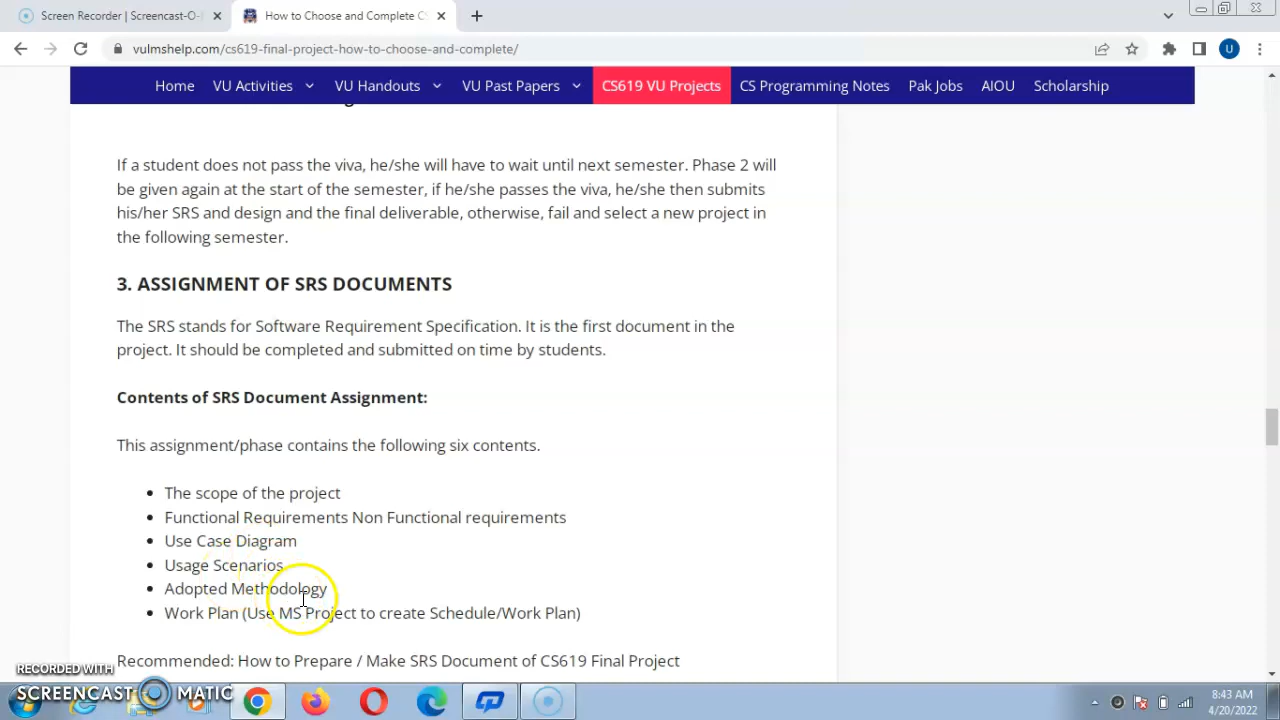 Screen Recorder | Screencast-O-
How to Choose and Complete CS
vulmshelp.com/cs619-final-project-how-to-choose-and-complete/
U
Home VU Activities VU Handouts VU Past Papers CS619 VU Projects CS Programming Notes Pak Jobs AIOU Scholarship
If a student does not pass the viva, he/she will have to wait until next semester. Phase 2 will
be given again at the start of the semester, if he/she passes the viva, he/she then submits
his/her SRS and design and the final deliverable, otherwise, fail and select a new project in
the following semester.
3. ASSIGNMENT OF SRS DOCUMENTS
The SRS stands for Software Requirement Specification. It is the first document in the
project. It should be completed and submitted on time by students.
Contents of SRS Document Assignment:
This assignment/phase contains the following six contents.
• The scope of the project
• Functional Requirements Non Functional requirements
• Use Case Diagram
• Usage Scenarios
• Adopted Methodology
• Work Plan (Use MS Project to create Schedule/Work Plan)
Recommended: How to Prepare / Make SRS Document of CS619 Final Project
RECORDED WITH
SCREENCAST MATIC
8:43 AM
4/20/2022